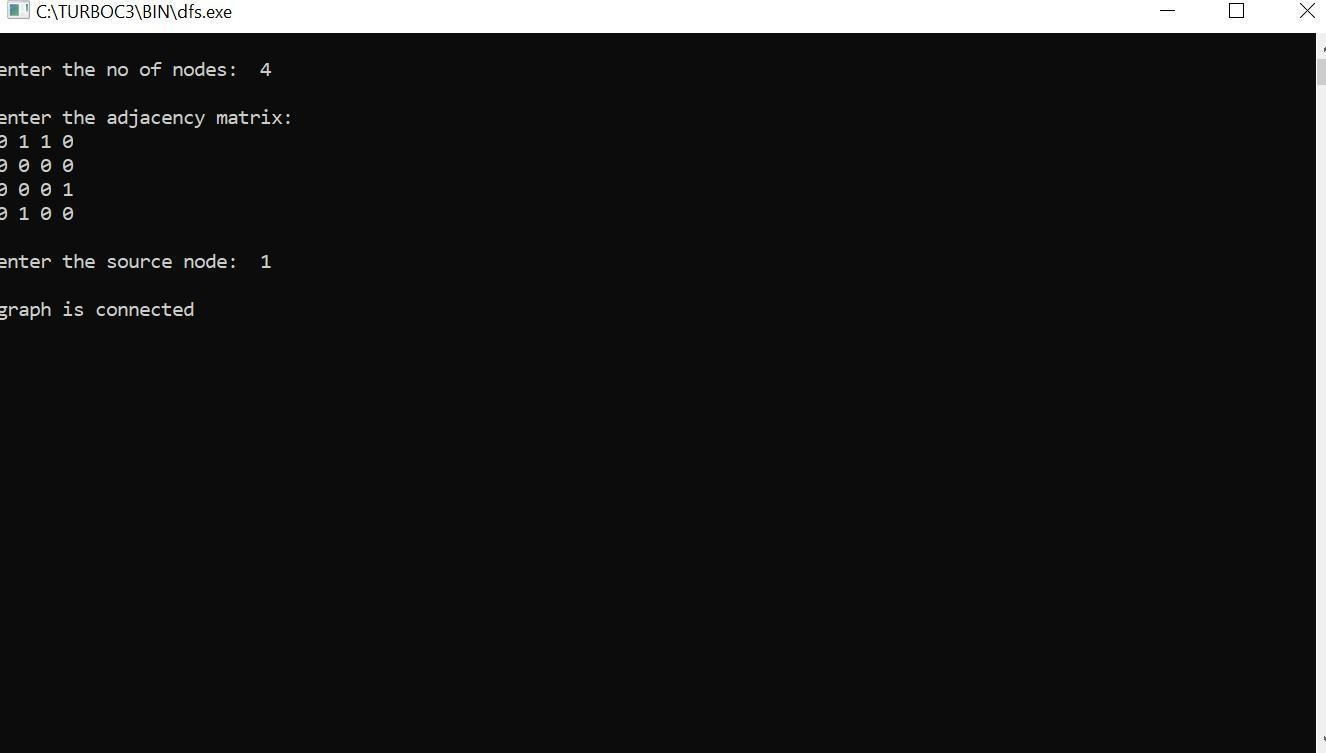 C:\TURBOC3\BIN\dfs.exe
enter the no of nodes:  4
enter the adjacency matrix:
0 1 1 0
0 0 0 0
0 0 0 1
0 1 0 0
enter the source node:  1
graph is connected